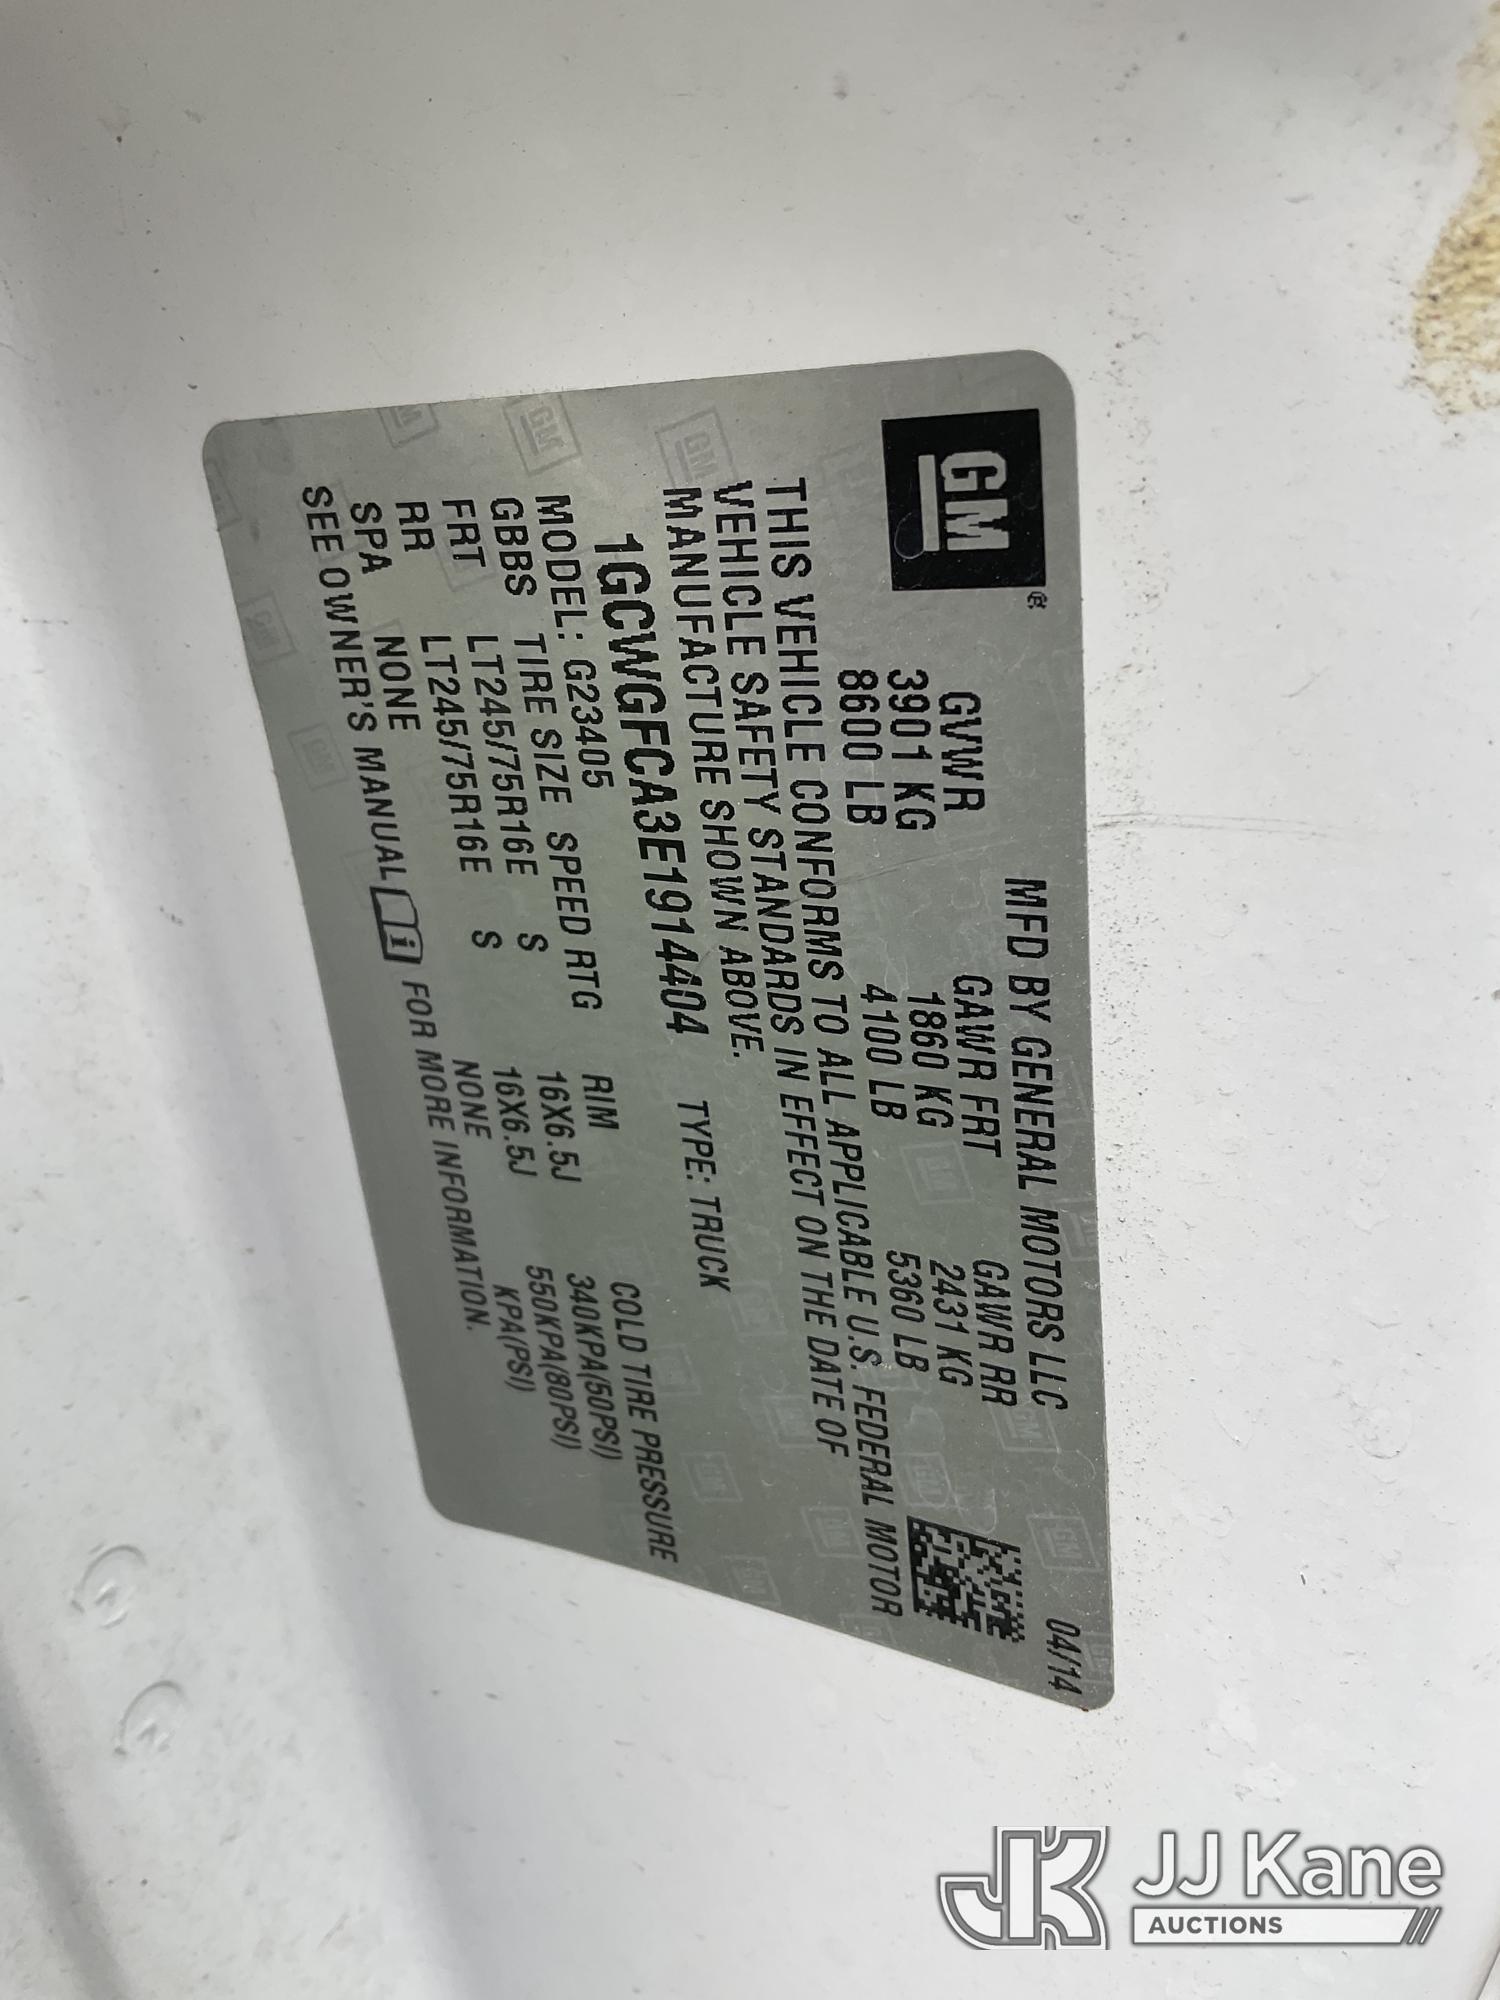 GM®
MFD BY GENERAL MOTORS LLC 04/14
GVWR GAWR FRT GAWR RR
3901 KG 1860 KG 2431 KG
8600 LB 4100 LB 5360 LB
THIS VEHICLE CONFORMS TO ALL APPLICABLE U.S. FEDERAL MOTOR
VEHICLE SAFETY STANDARDS IN EFFECT ON THE DATE OF
MANUFACTURE SHOWN ABOVE.
1GCWGFCA3E1914404 TYPE: TRUCK
MODEL: G23405
GBBS TIRE SIZE SPEED RTG RIM COLD TIRE PRESSURE
FRT LT245/75R16E S 16X6.5J 340KPA(50PSI)
RR LT245/75R16E S 16X6.5J 550KPA(80PSI)
SPA NONE NONE KPA(PSI)
SEE OWNER'S MANUAL i FOR MORE INFORMATION.
JK JJ Kane
AUCTIONS